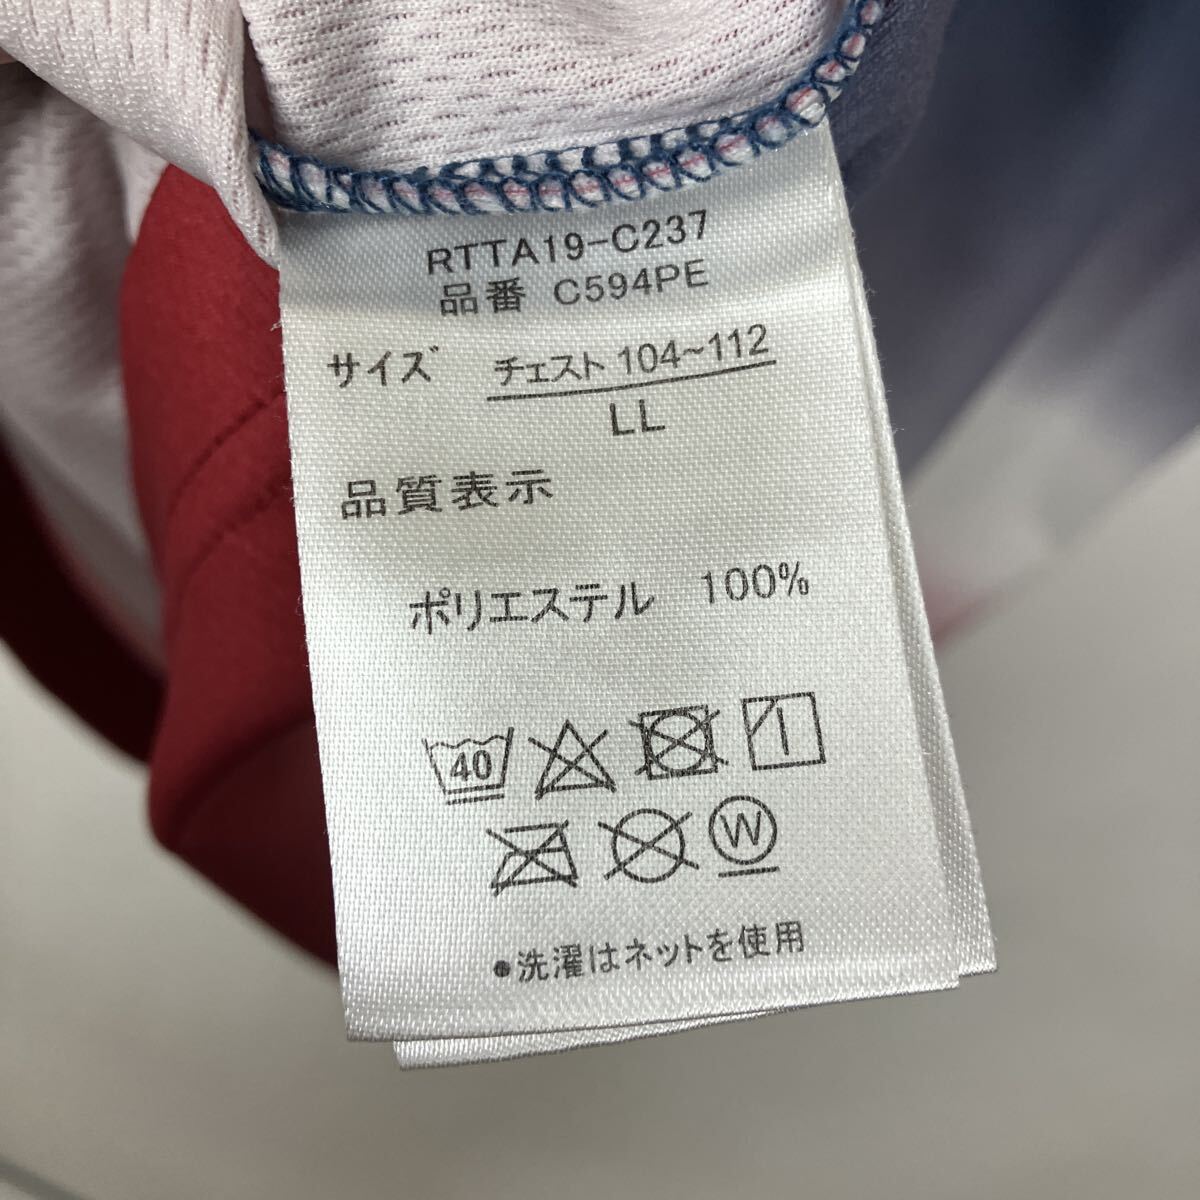 RTTA19-C237
品番 C594PE
サイズ チェスト 104~112
LL
品質表示
ポリエステル 100%
40
W
●洗濯はネットを使用